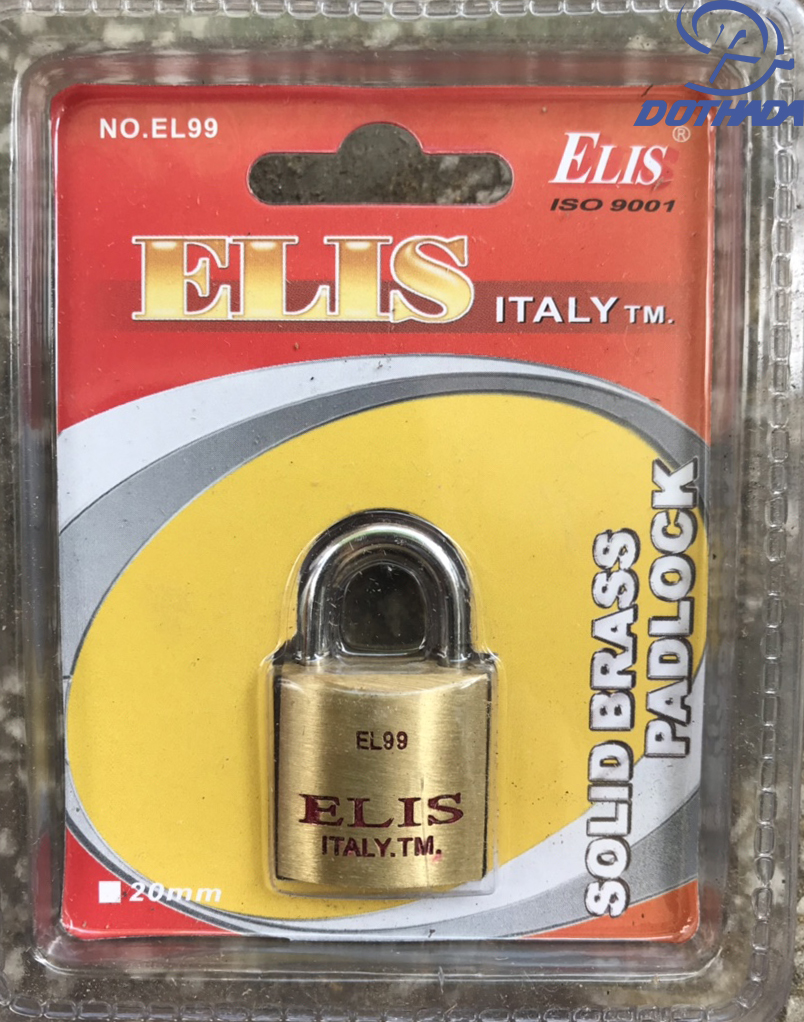 DOTHADA
NO.EL99
ELIS®
ISO 9001
ELIS ITALY TM.
SOLID BRASS
PADLOCK
EL99
ELIS
ITALY.TM.
20mm